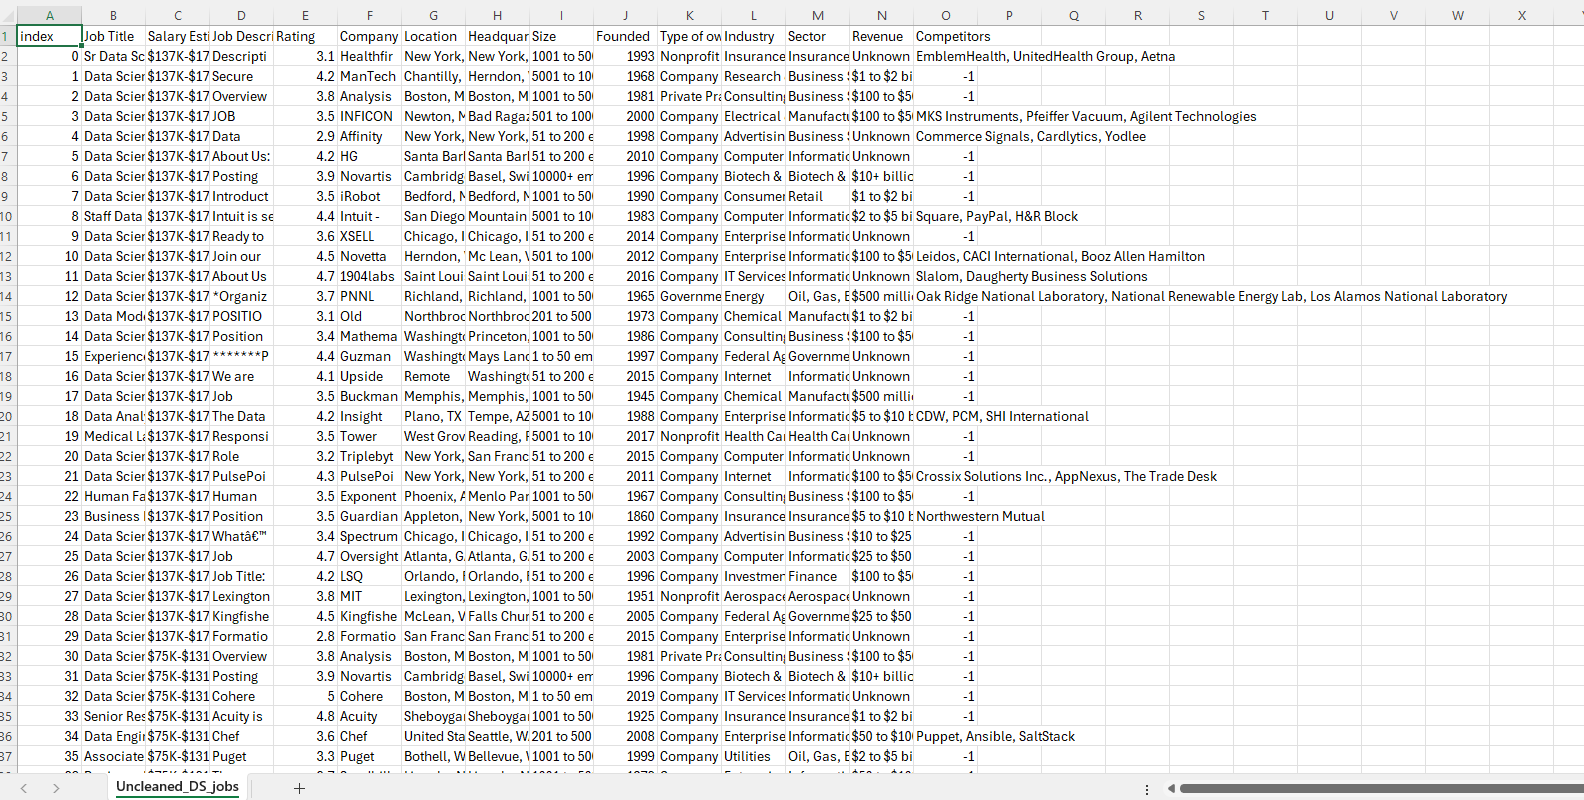 A B C D E F G H I J K L M N O P Q R S T U V W X
1 index Job Title Salary Esti Job Descri Rating Company Location Headquar Size Founded Type of ow Industry Sector Revenue Competitors
2 0 Sr Data Sc $137K-$17 Descripti 3.1 Healthfir New York, New York, 1001 to 50 1993 Nonprofit Insurance Insurance Unknown EmblemHealth, UnitedHealth Group, Aetna
3 1 Data Scier $137K-$17 Secure 4.2 ManTech Chantilly, Herndon, 5001 to 10 1968 Company Research Business $1 to $2 bi -1
4 2 Data Scier $137K-$17 Overview 3.8 Analysis Boston, M Boston, M 1001 to 50 1981 Private Pra Consulting Business $100 to $50 -1
5 3 Data Scier $137K-$17 JOB 3.5 INFICON Newton, M Bad Ragaz 501 to 100 2000 Company Electrical Manufactu $100 to $50 MKS Instruments, Pfeiffer Vacuum, Agilent Technologies
6 4 Data Scier $137K-$17 Data 2.9 Affinity New York, New York, 51 to 200 e 1998 Company Advertisin Business Unknown Commerce Signals, Cardlytics, Yodlee
7 5 Data Scier $137K-$17 About Us: 4.2 HG Santa Barl Santa Barl 51 to 200 e 2010 Company Computer Informatic Unknown -1
8 6 Data Scier $137K-$17 Posting 3.9 Novartis Cambridg Basel, Swi 10000+ em 1996 Company Biotech & Biotech & $10+ billic -1
9 7 Data Scier $137K-$17 Introduct 3.5 iRobot Bedford, M Bedford, M 1001 to 50 1990 Company Consumer Retail $1 to $2 bi -1
10 8 Staff Data $137K-$17 Intuit is se 4.4 Intuit - San Diego Mountain 5001 to 10 1983 Company Computer Informatic $2 to $5 bi Square, PayPal, H&R Block
11 9 Data Scier $137K-$17 Ready to 3.6 XSELL Chicago, I Chicago, I 51 to 200 e 2014 Company Enterprise Informatic Unknown -1
12 10 Data Scier $137K-$17 Join our 4.5 Novetta Herndon, Mc Lean, V 501 to 100 2012 Company Enterprise Informatic $100 to $50 Leidos, CACI International, Booz Allen Hamilton
13 11 Data Scier $137K-$17 About Us 4.7 1904labs Saint Loui Saint Loui 51 to 200 e 2016 Company IT Services Informatic Unknown Slalom, Daugherty Business Solutions
14 12 Data Scier $137K-$17 *Organiz 3.7 PNNL Richland, Richland, 1001 to 50 1965 Governme Energy Oil, Gas, E $500 milli Oak Ridge National Laboratory, National Renewable Energy Lab, Los Alamos National Laboratory
15 13 Data Mode $137K-$17 POSITIO 3.1 Old Northbroc Northbroc 201 to 500 1973 Company Chemical Manufactu $1 to $2 bi -1
16 14 Data Scier $137K-$17 Position 3.4 Mathema Washingt Princeton, 1001 to 50 1986 Company Consulting Business $100 to $50 -1
17 15 Experienc $137K-$17 *******P 4.4 Guzman Washingt Mays Land 1 to 50 em 1997 Company Federal Ag Governme Unknown -1
18 16 Data Scier $137K-$17 We are 4.1 Upside Remote Washingt 51 to 200 e 2015 Company Internet Informatic Unknown -1
19 17 Data Scier $137K-$17 Job 3.5 Buckman Memphis, Memphis, 1001 to 50 1945 Company Chemical Manufactu $500 milli -1
20 18 Data Anal $137K-$17 The Data 4.2 Insight Plano, TX Tempe, AZ 5001 to 10 1988 Company Enterprise Informatic $5 to $10 b CDW, PCM, SHI International
21 19 Medical La $137K-$17 Responsi 3.5 Tower West Grov Reading, P 5001 to 10 2017 Nonprofit Health Car Health Car Unknown -1
22 20 Data Scier $137K-$17 Role 3.2 Triplebyt New York, San Franc 51 to 200 e 2015 Company Computer Informatic Unknown -1
23 21 Data Scier $137K-$17 PulsePoi 4.3 PulsePoi New York, New York, 51 to 200 e 2011 Company Internet Informatic $100 to $50 Crossix Solutions Inc., AppNexus, The Trade Desk
24 22 Human Fa $137K-$17 Human 3.5 Exponent Phoenix, A Menlo Par 1001 to 50 1967 Company Consulting Business $100 to $50 -1
25 23 Business $137K-$17 Position 3.5 Guardian Appleton, New York, 5001 to 10 1860 Company Insurance Insurance $5 to $10 b Northwestern Mutual
26 24 Data Scier $137K-$17 Whatâ€™ 3.4 Spectrum Chicago, I Chicago, I 51 to 200 e 1992 Company Advertisin Business $10 to $25 -1
27 25 Data Scier $137K-$17 Job 4.7 Oversight Atlanta, G Atlanta, G 51 to 200 e 2003 Company Computer Informatic $25 to $50 -1
28 26 Data Scier $137K-$17 Job Title: 4.2 LSQ Orlando, F Orlando, F 51 to 200 e 1996 Company Investmen Finance $100 to $50 -1
29 27 Data Scier $137K-$17 Lexington 3.8 MIT Lexington, Lexington, 1001 to 50 1951 Nonprofit Aerospace Aerospace Unknown -1
30 28 Data Scier $137K-$17 Kingfishe 4.5 Kingfishe McLean, V Falls Chur 51 to 200 e 2005 Company Federal Ag Governme $25 to $50 -1
31 29 Data Scier $137K-$17 Formatio 2.8 Formatio San Franc San Franc 51 to 200 e 2015 Company Enterprise Informatic Unknown -1
32 30 Data Scier $75K-$131 Overview 3.8 Analysis Boston, M Boston, M 1001 to 50 1981 Private Pra Consulting Business $100 to $50 -1
33 31 Data Scier $75K-$131 Posting 3.9 Novartis Cambridg Basel, Swi 10000+ em 1996 Company Biotech & Biotech & $10+ billic -1
34 32 Data Scier $75K-$131 Cohere 5 Cohere Boston, M Boston, M 1 to 50 em 2019 Company IT Services Informatic Unknown -1
35 33 Senior Res $75K-$131 Acuity is 4.8 Acuity Sheboygar Sheboygar 1001 to 50 1925 Company Insurance Insurance $1 to $2 bi -1
36 34 Data Engi $75K-$131 Chef 3.6 Chef United Sta Seattle, W 201 to 500 2008 Company Enterprise Informatic $50 to $10 Puppet, Ansible, SaltStack
37 35 Associate $75K-$131 Puget 3.3 Puget Bothell, W Bellevue, 1001 to 50 1999 Company Utilities Oil, Gas, E $2 to $5 bi -1
Uncleaned_DS_jobs